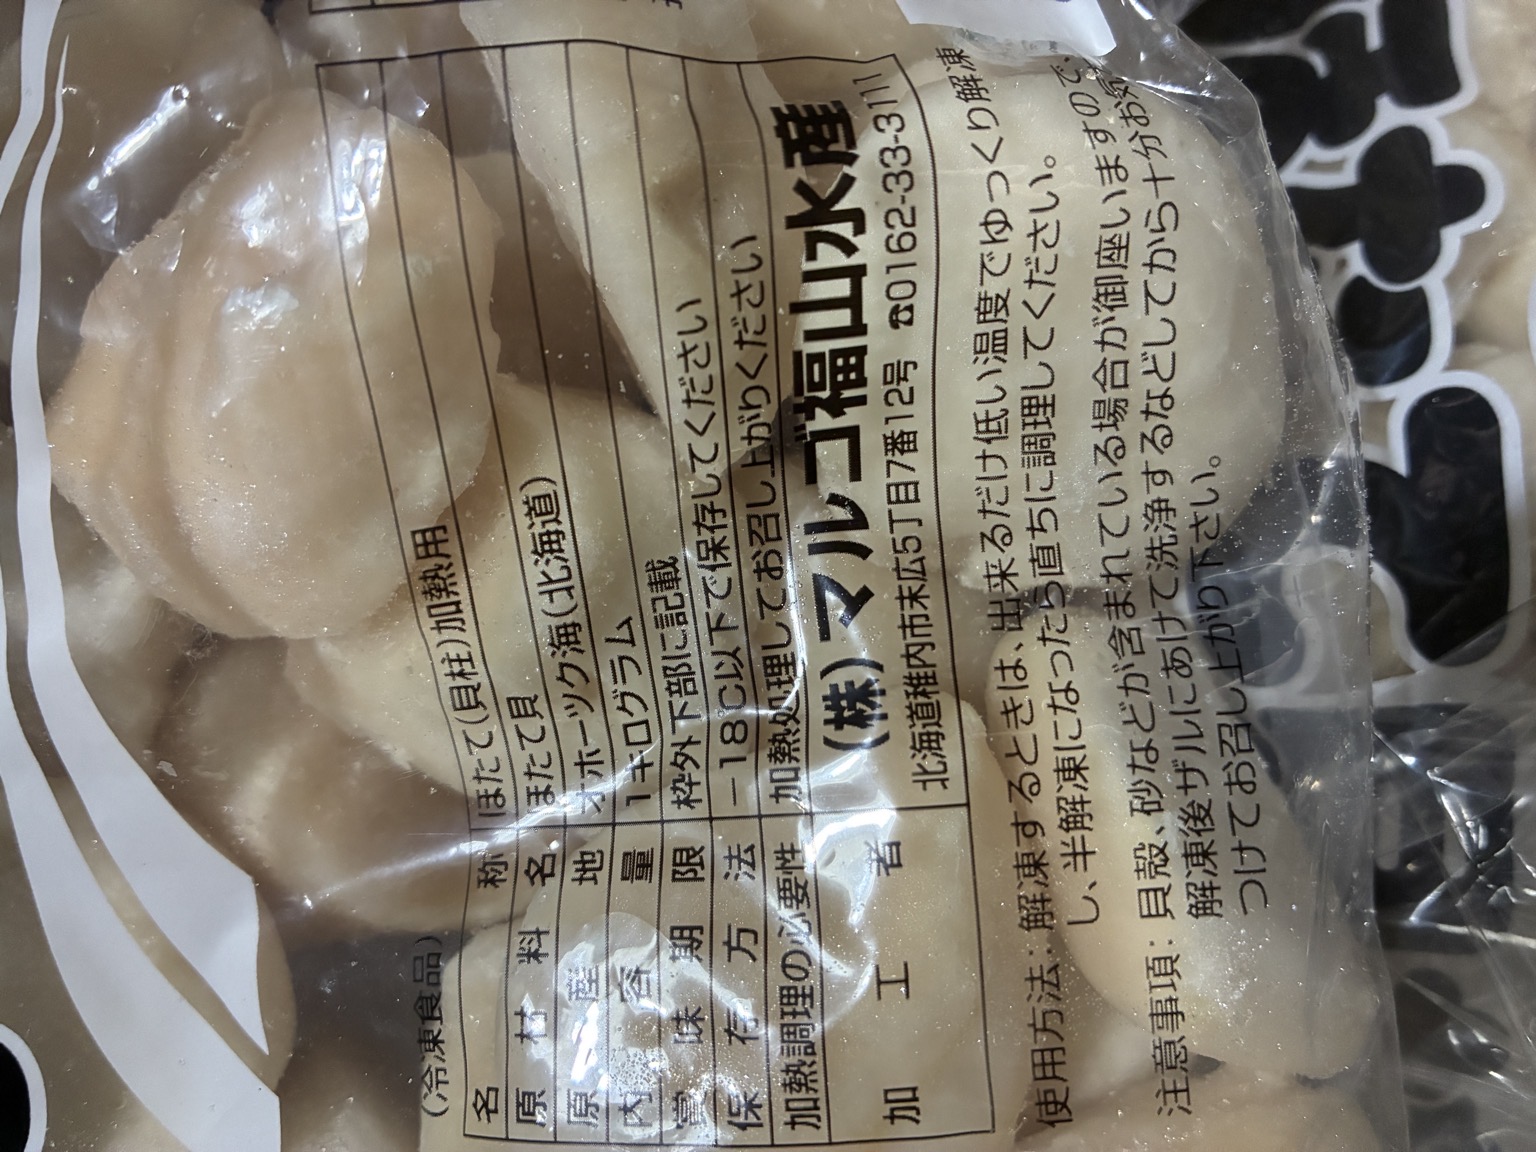 (冷凍食品)
名称 ほたて(貝柱)加熱用
原材料名 ほたて貝
原産地 オホーツク海(北海道)
内容量 1キログラム
賞味期限 枠外下部に記載
保存方法 −18℃以下で保存してください
加熱調理の必要性 加熱処理してお召し上がりください
加工者 (株)マルゴ福山水産
北海道稚内市末広5丁目7番12号 ☎0162-33-3111
使用方法:解凍するときは、出来るだけ低い温度でゆっくり解凍
し、半解凍になったら直ちに調理してください。
注意事項:貝殻、砂などが含まれている場合が御座いますので、
解凍後ザルにあけて洗浄するなどしてから十分お気を
つけてお召し上がり下さい。